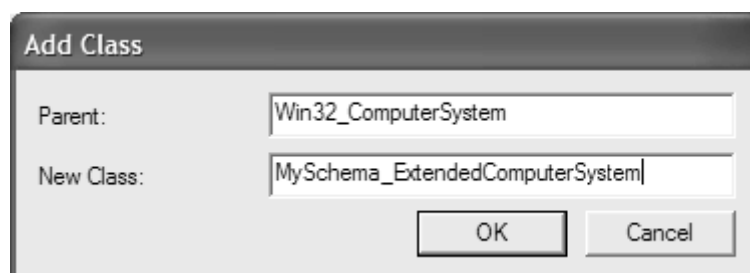 Add Class
Parent: Win32_ComputerSystem
New Class: MySchema_ExtendedComputerSystem
OK Cancel